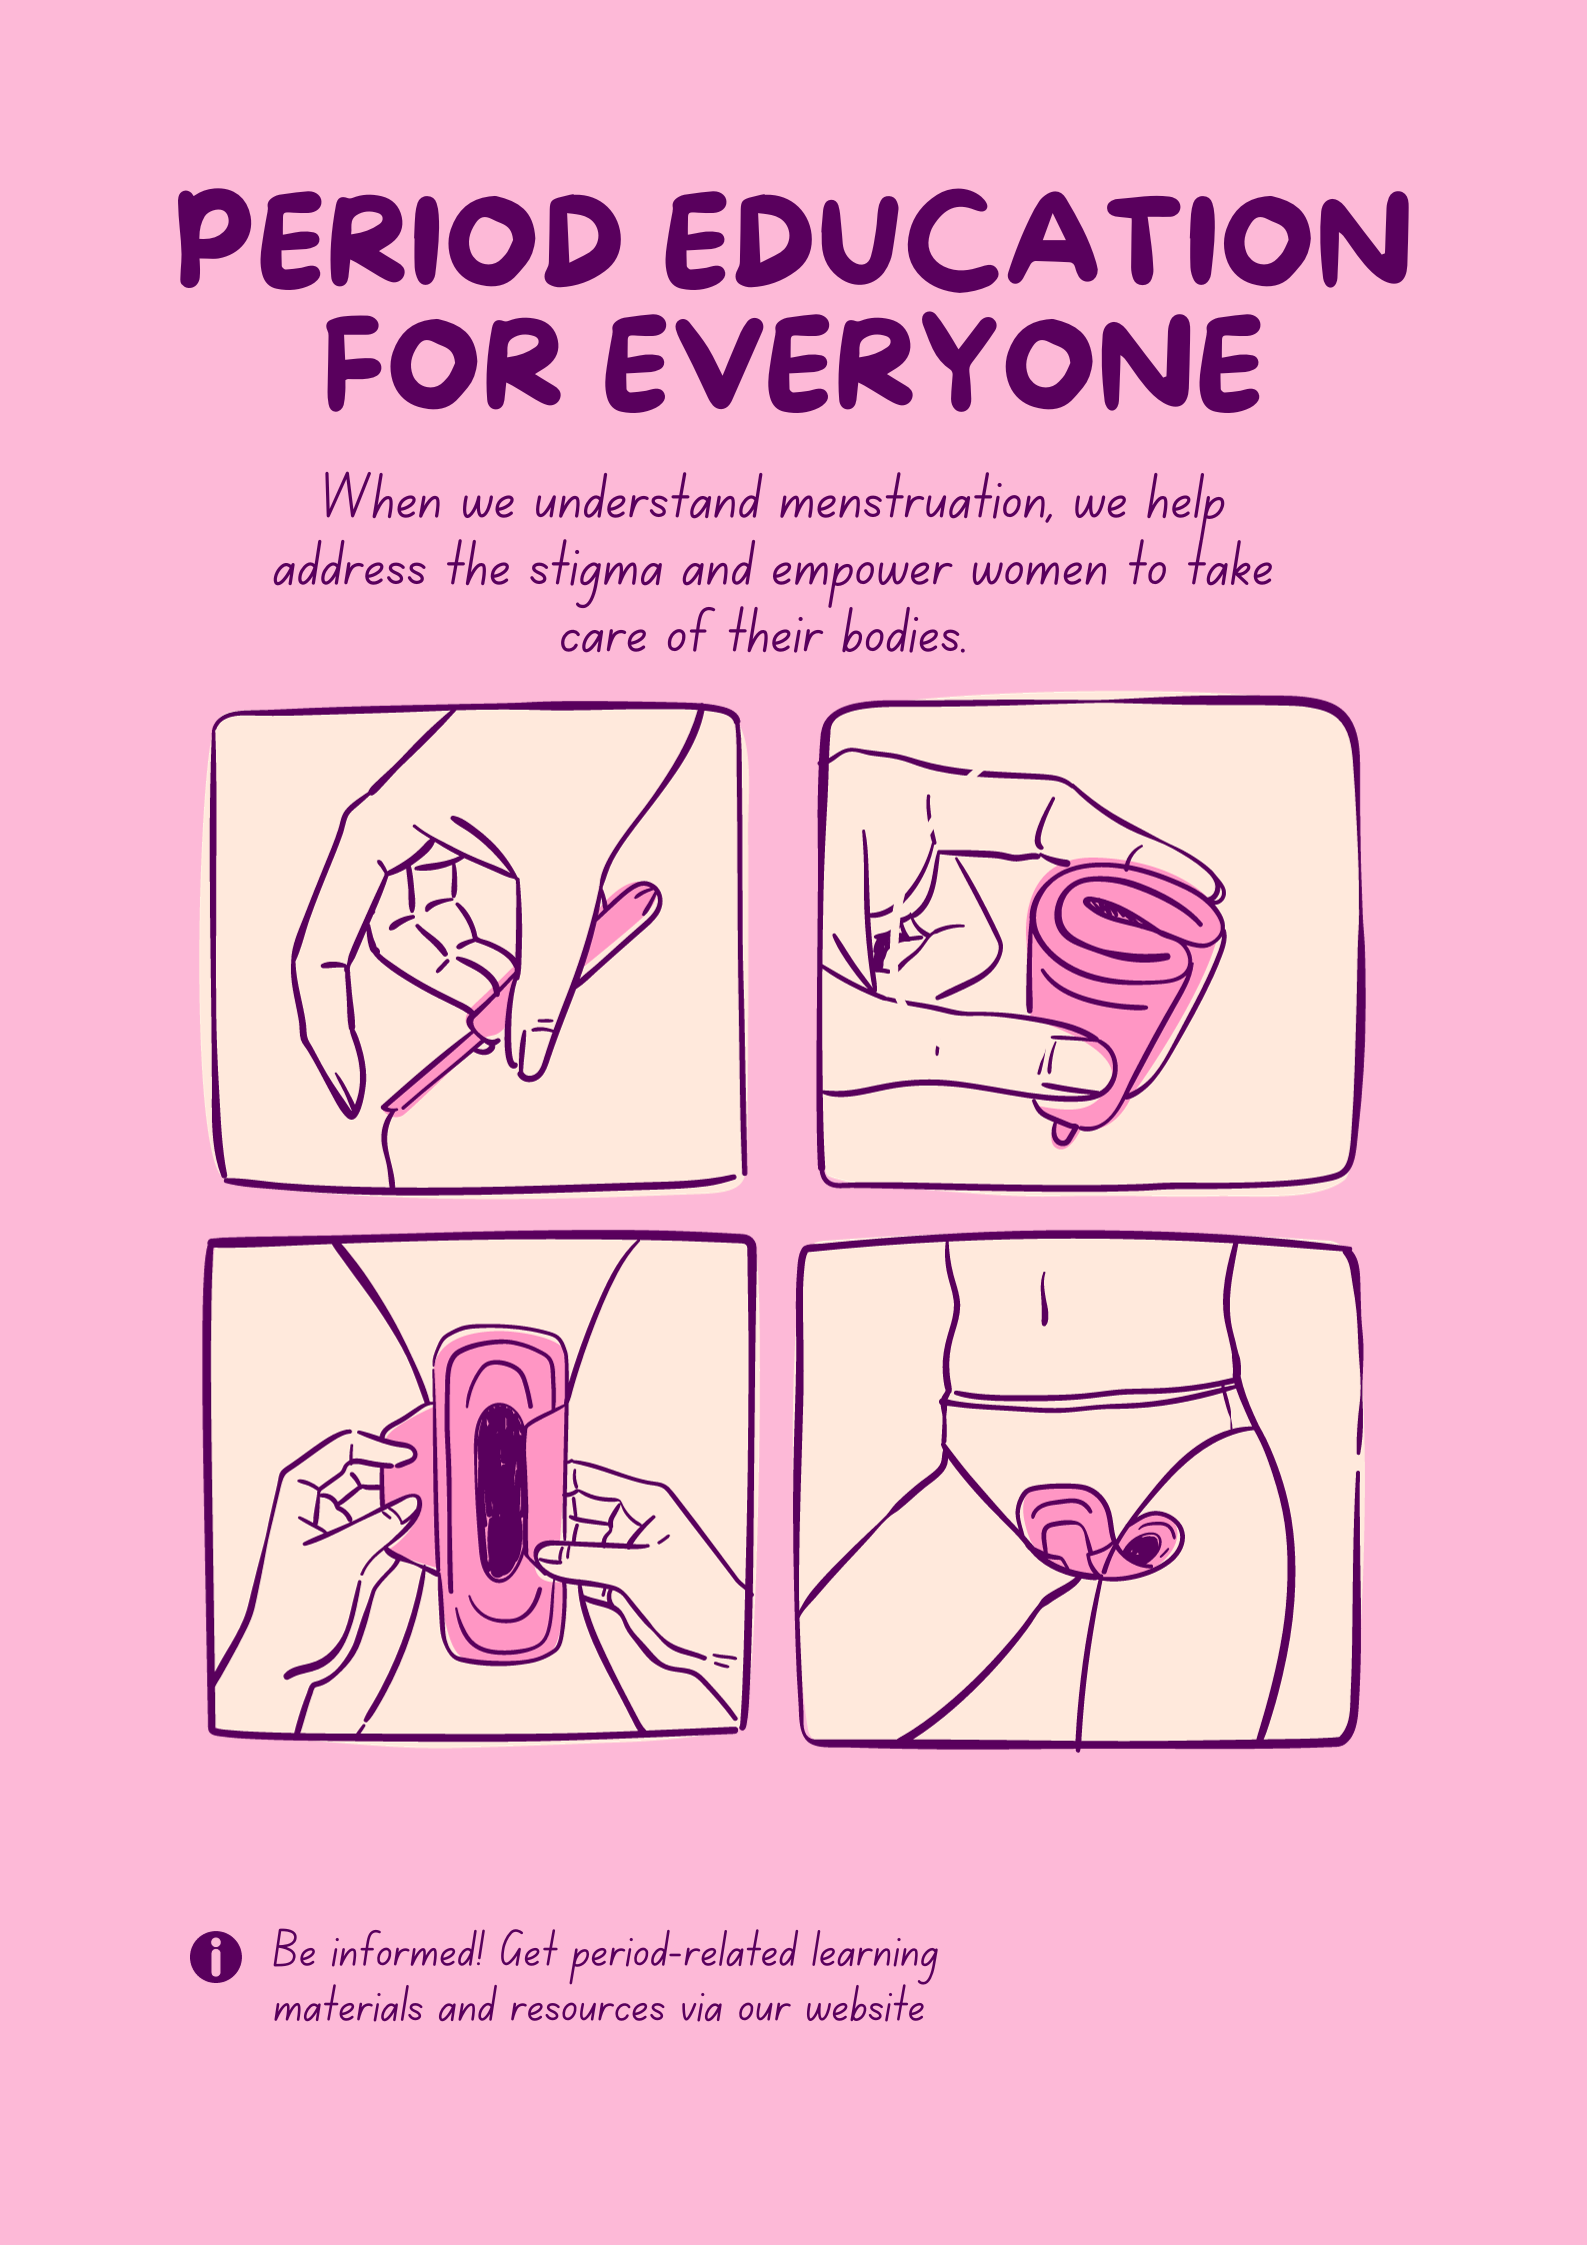 PERIOD EDUCATION
FOR EVERYONE
When we understand menstruation, we help
address the stigma and empower women to take
care of their bodies.
Be informed! Get period-related learning
materials and resources via our website